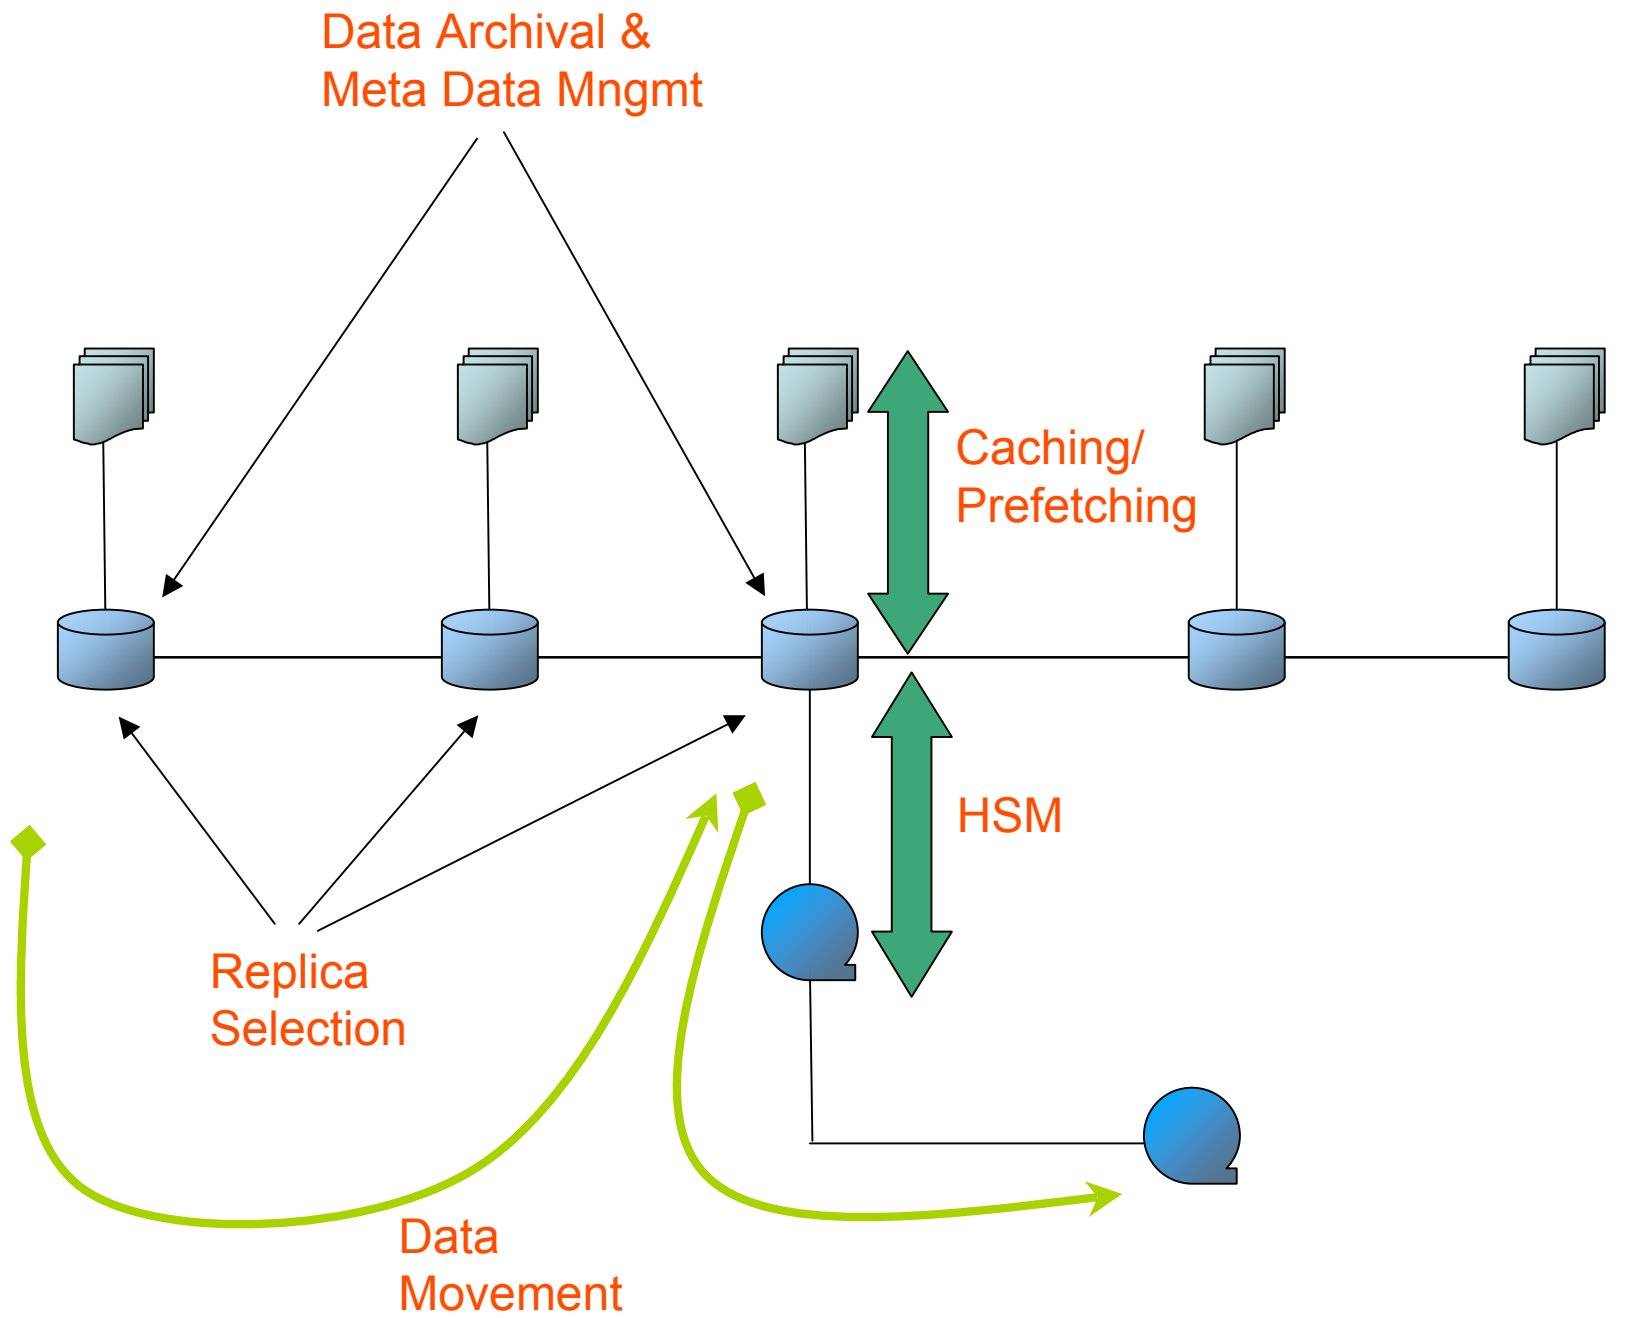 Data Archival &
Meta Data Mngmt
Caching/
Prefetching
HSM
Replica
Selection
Data
Movement